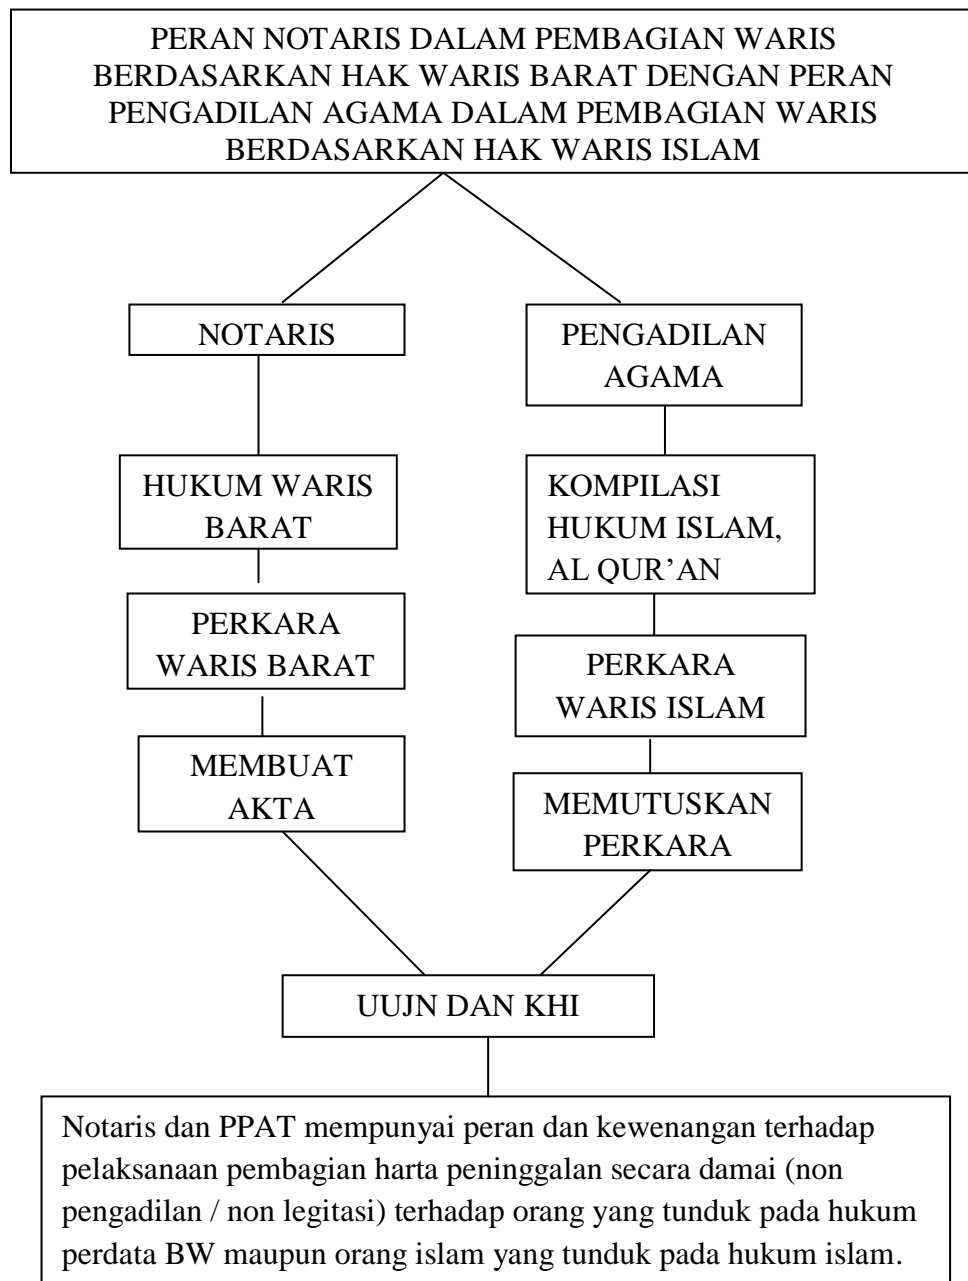 PERAN NOTARIS DALAM PEMBAGIAN WARIS
BERDASARKAN HAK WARIS BARAT DENGAN PERAN
PENGADILAN AGAMA DALAM PEMBAGIAN WARIS
BERDASARKAN HAK WARIS ISLAM
NOTARIS
PENGADILAN
AGAMA
HUKUM WARIS
BARAT
KOMPILASI
HUKUM ISLAM,
AL QUR’AN
PERKARA
WARIS BARAT
PERKARA
WARIS ISLAM
MEMBUAT
AKTA
MEMUTUSKAN
PERKARA
UUJN DAN KHI
Notaris dan PPAT mempunyai peran dan kewenangan terhadap
pelaksanaan pembagian harta peninggalan secara damai (non
pengadilan / non legitasi) terhadap orang yang tunduk pada hukum
perdata BW maupun orang islam yang tunduk pada hukum islam.